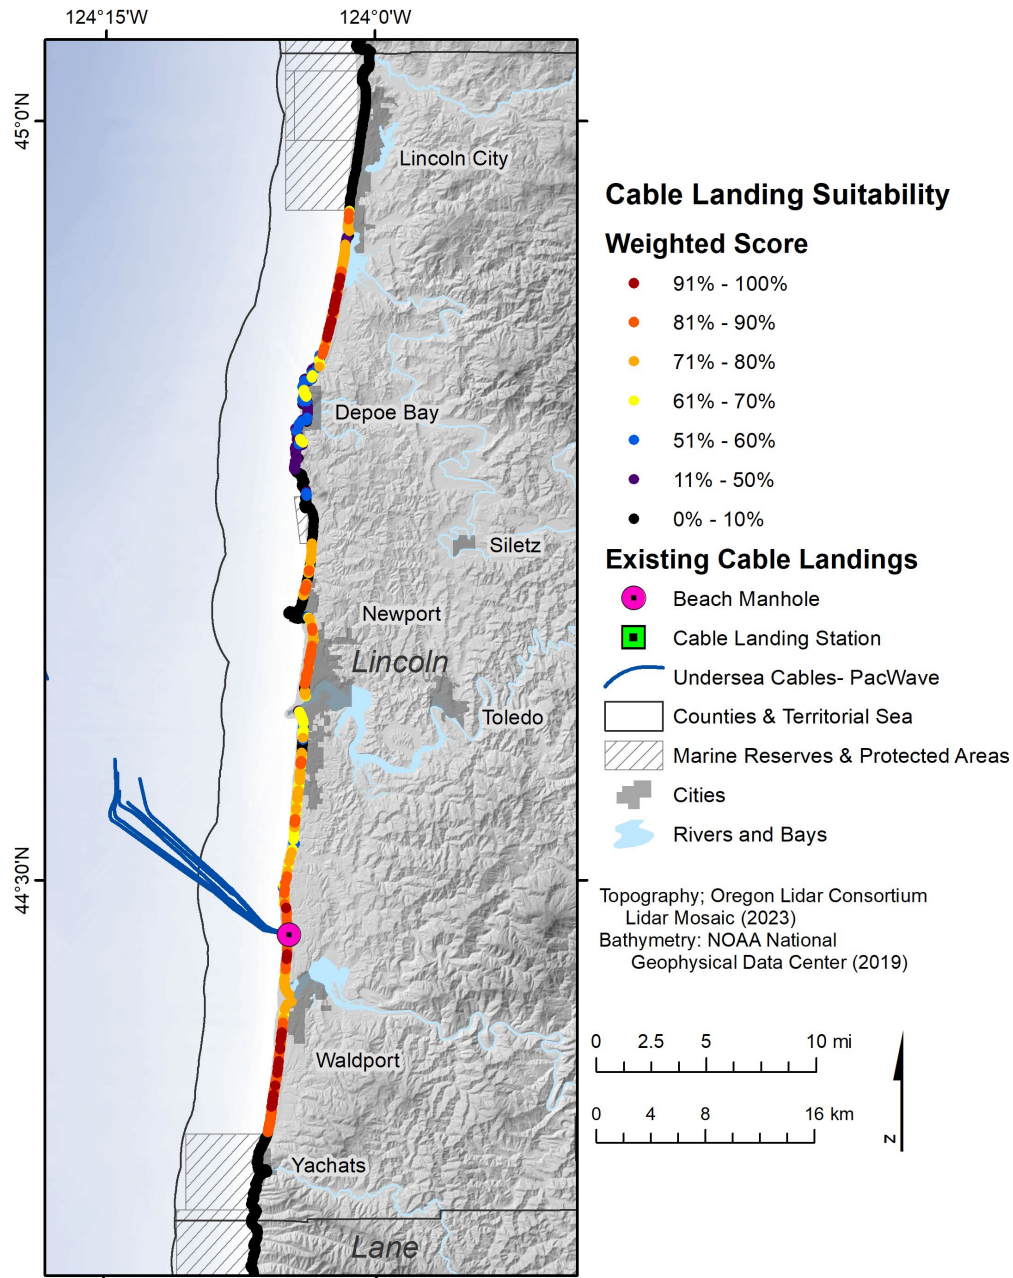 124°15'W
124°0'W
45°0'N
Lincoln City
Depoe Bay
Siletz
Newport
Lincoln
Toledo
44°30'N
Waldport
Yachats
Lane
Cable Landing Suitability
Weighted Score
91% - 100%
81% - 90%
71% - 80%
61% - 70%
51% - 60%
11% - 50%
0% - 10%
Existing Cable Landings
Beach Manhole
Cable Landing Station
Undersea Cables- PacWave
Counties & Territorial Sea
Marine Reserves & Protected Areas
Cities
Rivers and Bays
Topography; Oregon Lidar Consortium
Lidar Mosaic (2023)
Bathymetry: NOAA National
Geophysical Data Center (2019)
0 2.5 5 10 mi
0 4 8 16 km
N